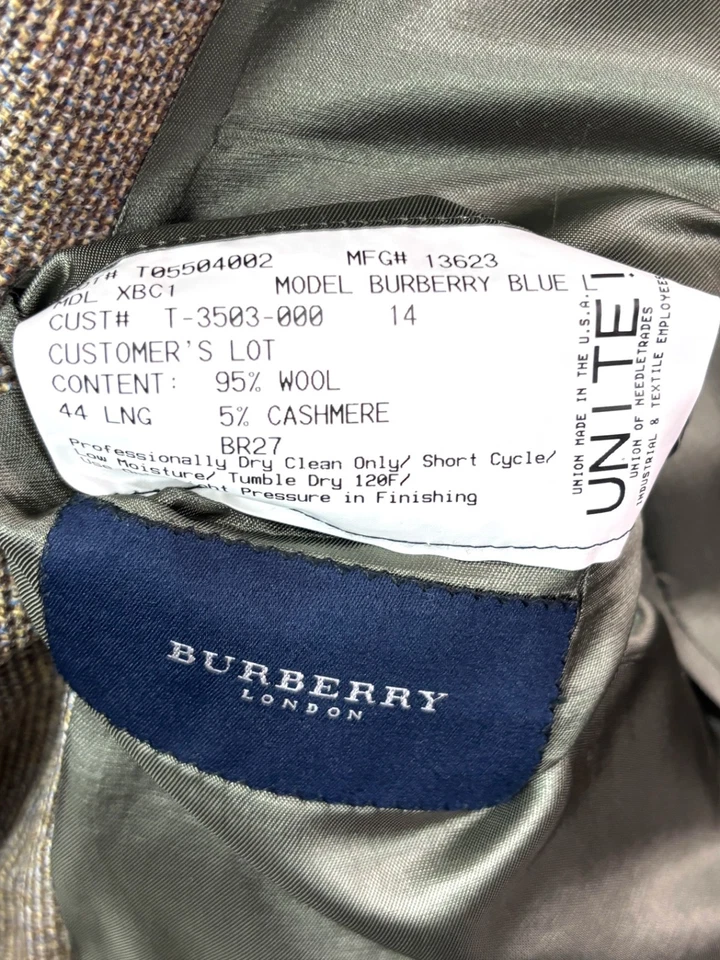 T# T05504002 MFG# 13623
MDL XBC1 MODEL BURBERRY BLUE L
CUST# T-3503-000 14
CUSTOMER'S LOT
CONTENT: 95% WOOL
44 LNG 5% CASHMERE
BR27
Professionally Dry Clean Only/ Short Cycle/
Low Moisture/ Tumble Dry 120F/
Pressure in Finishing
UNION MADE IN THE U.S.A.
UNITE!
UNION OF NEEDLETRADES
INDUSTRIAL & TEXTILE EMPLOYEES
BURBERRY
LONDON